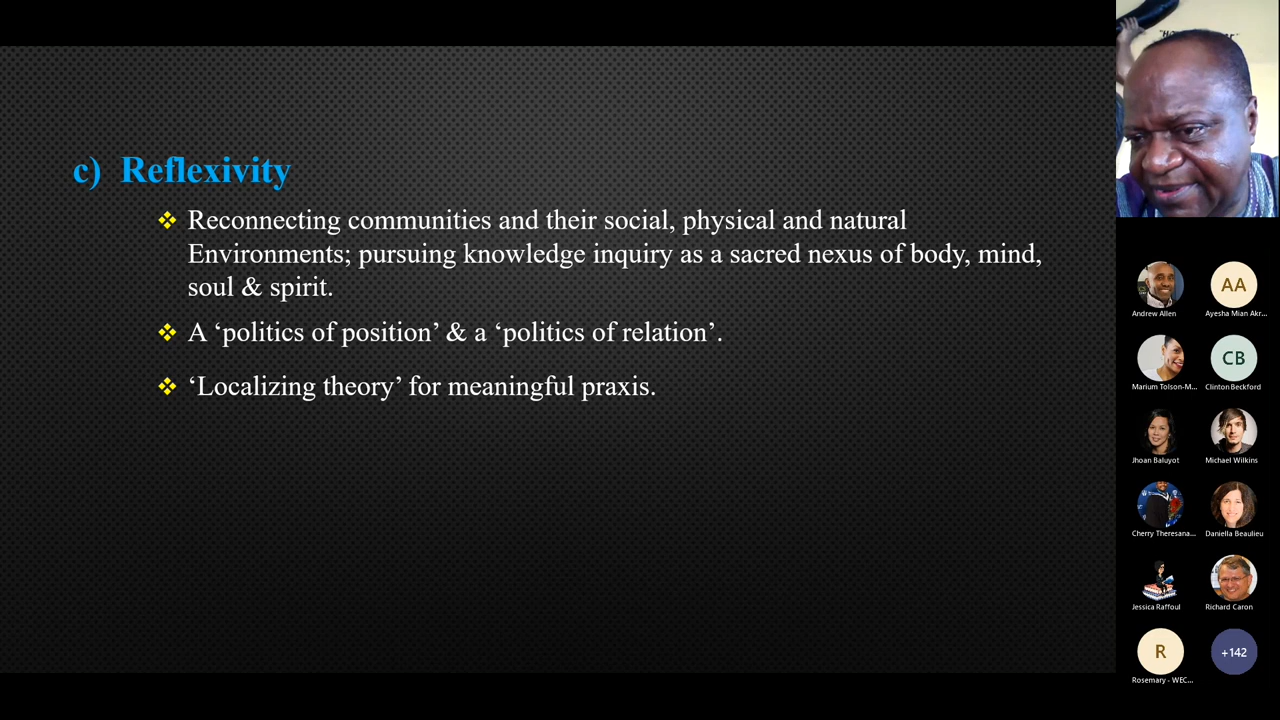 c) Reflexivity
❖ Reconnecting communities and their social, physical and natural
Environments; pursuing knowledge inquiry as a sacred nexus of body, mind,
soul & spirit.
❖ A ‘politics of position’ & a ‘politics of relation’.
❖ ‘Localizing theory’ for meaningful praxis.
Andrew Allen
AA
Ayesha Mian Akr...
Marium Tolson-M...
CB
Clinton Beckford
Jhoan Baluyot
Michael Wilkins
Cherry Theresana...
Daniella Beaulieu
Jessica Raffoul
Richard Caron
R
Rosemary - WEC...
+142